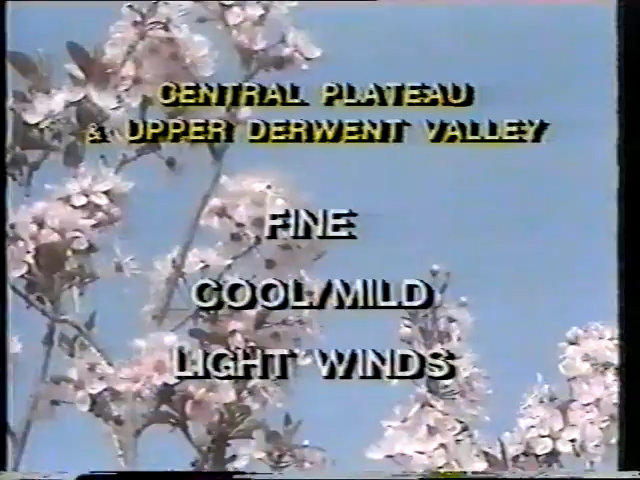 CENTRAL PLATEAU
& UPPER DERWENT VALLEY
FINE
COOL/MILD
LIGHT WINDS